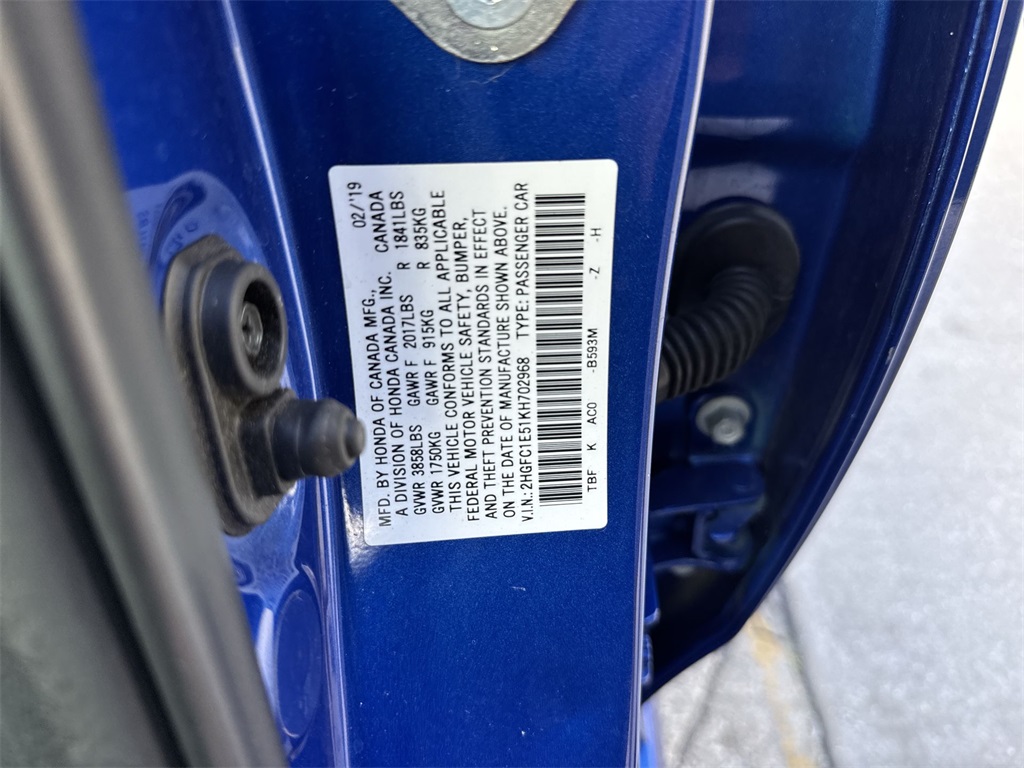 02/'19
MFD. BY HONDA OF CANADA MFG., CANADA
A DIVISION OF HONDA CANADA INC.
GVWR 3858LBS GAWR F 2017LBS R 1841LBS
GVWR 1750KG GAWR F 915KG R 835KG
THIS VEHICLE CONFORMS TO ALL APPLICABLE
FEDERAL MOTOR VEHICLE SAFETY, BUMPER,
AND THEFT PREVENTION STANDARDS IN EFFECT
ON THE DATE OF MANUFACTURE SHOWN ABOVE.
V.I.N.: 2HGFC1E51KH702968 TYPE: PASSENGER CAR
TBF K AC0 -B593M -Z -H